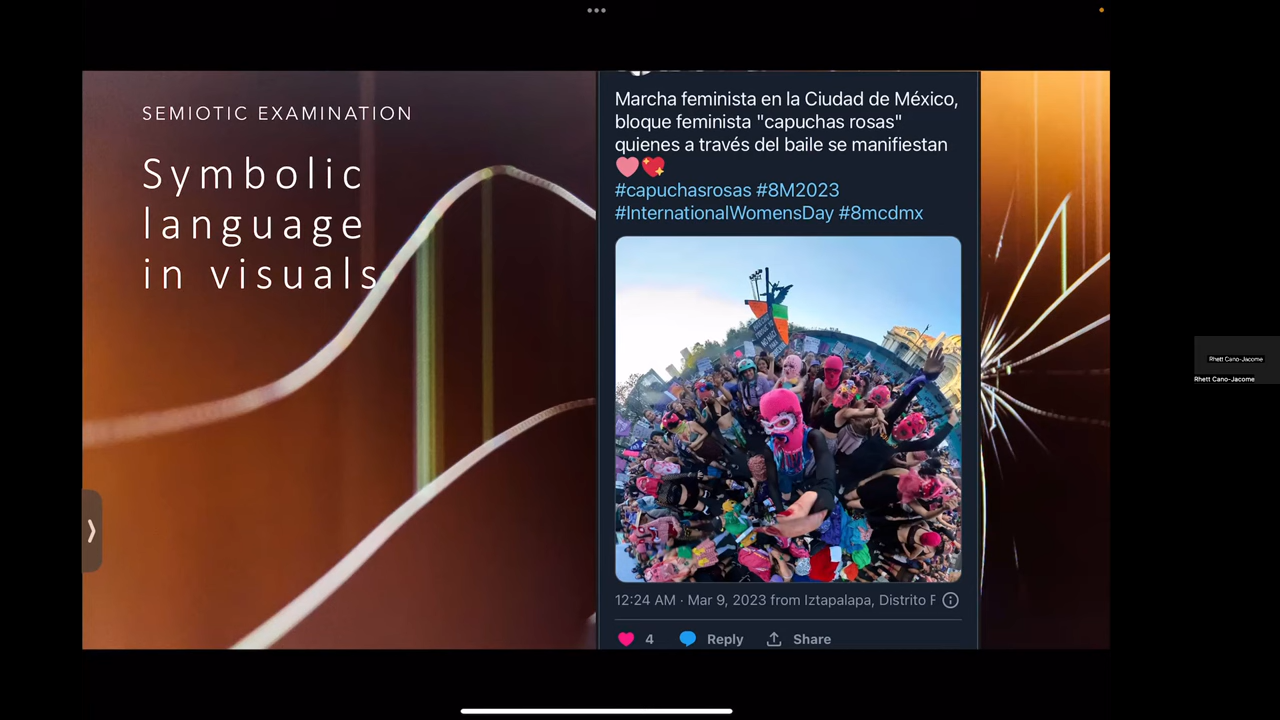 SEMIOTIC EXAMINATION
Symbolic
language
in visuals
Marcha feminista en la Ciudad de México,
bloque feminista "capuchas rosas"
quienes a través del baile se manifiestan
#capuchasrosas #8M2023
#InternationalWomensDay #8mcdmx
12:24 AM · Mar 9, 2023 from Iztapalapa, Distrito F
4 Reply Share
Rhett Cano-Jacome
Rhett Cano-Jacome